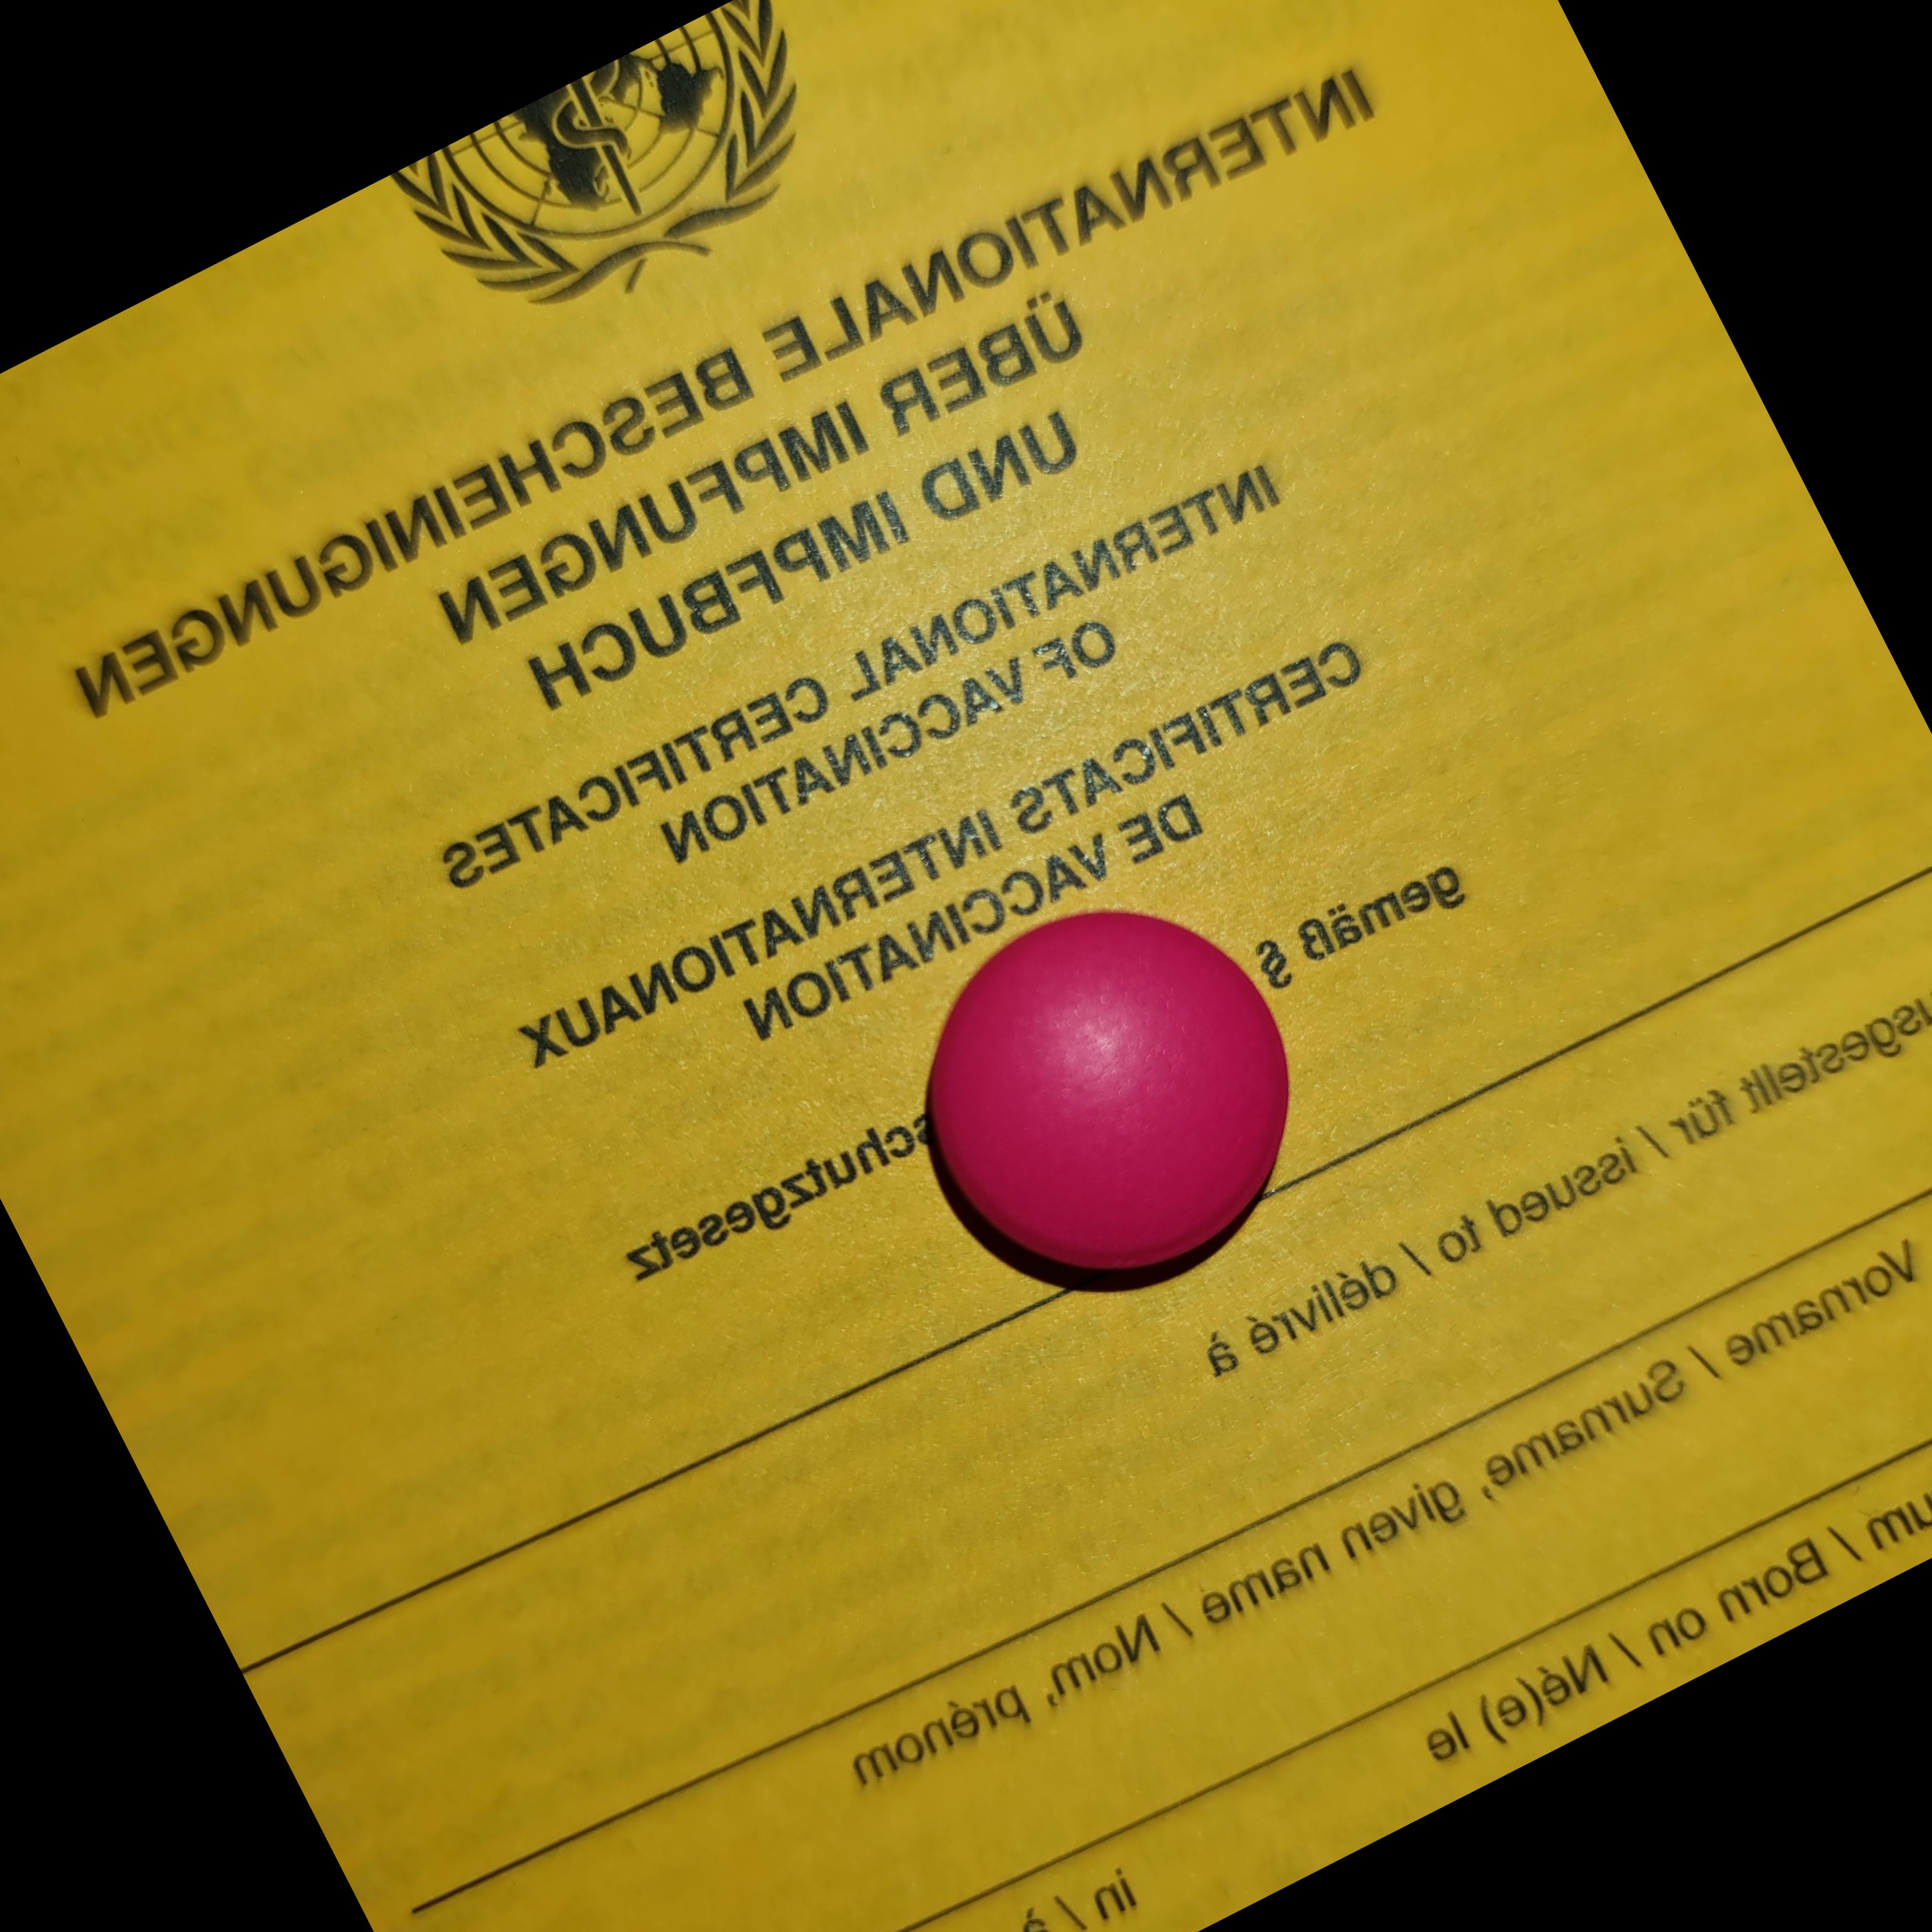 INTERNATIONALE BESCHEINIGUNGEN
ÜBER IMPFUNGEN
UND IMPFBUCH
INTERNATIONAL CERTIFICATES
OF VACCINATION
CERTIFICATS INTERNATIONAUX
DE VACCINATION
gemäß § schutzgesetz
usgestellt für / issued to / délivré à
Vorname / Surname, given name / Nom, prénom
um / Born on / Né(e) le
in / à